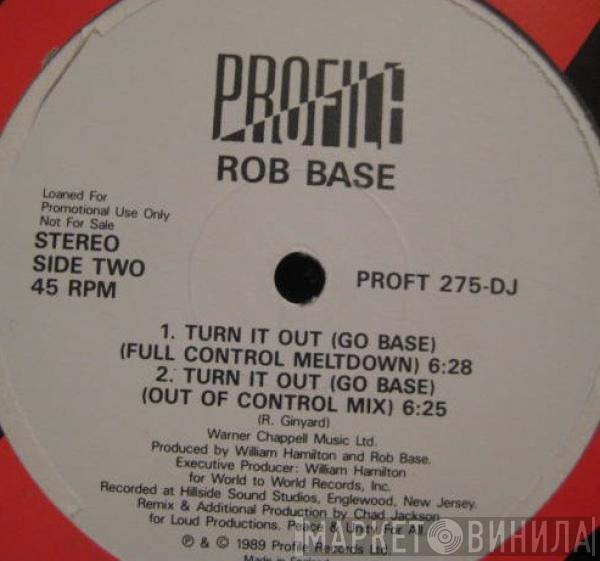 PROFILE
ROB BASE
Loaned For
Promotional Use Only
Not For Sale
STEREO
SIDE TWO
45 RPM
PROFT 275-DJ
1. TURN IT OUT (GO BASE)
(FULL CONTROL MELTDOWN) 6:28
2. TURN IT OUT (GO BASE)
(OUT OF CONTROL MIX) 6:25
(R. Ginyard)
Warner Chappell Music Ltd.
Produced by William Hamilton and Rob Base.
Executive Producer: William Hamilton
for World to World Records, Inc.
Recorded at Hillside Sound Studios, Englewood, New Jersey.
Remix & Additional Production by Chad Jackson
for Loud Productions. Peace & Unity For All.
℗ & © 1989 Profile Records Ltd.
Made in England
МАРКЕТ ВИНИЛА